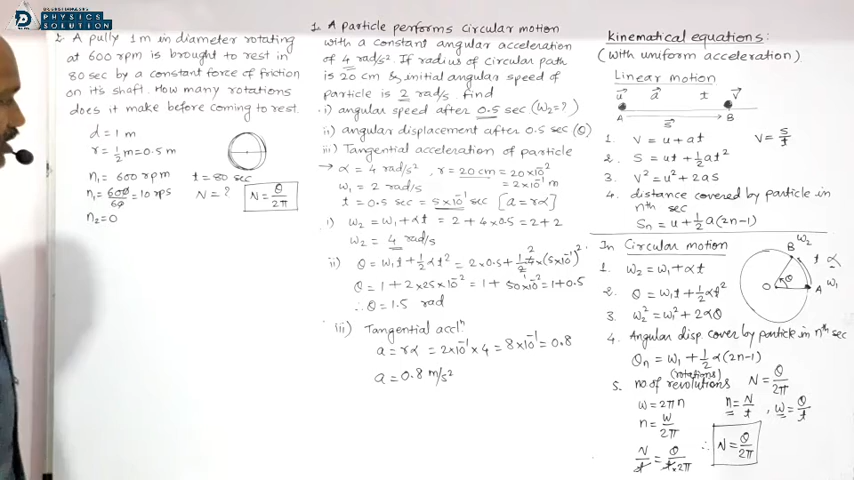 PHYSICS
SOLUTION
2. A pully 1m in diameter rotating
at 600 rpm is brought to rest in
80 sec by a constant force of friction
on its shaft. How many rotations
does it make before coming to rest.
d = 1 m
r = 1/2 m = 0.5 m
n₁ = 600 rpm t = 80 sec
n₁ = 600/60 = 10 rps N = ? N = θ/2π
n₂ = 0
1. A particle performs circular motion
with a constant angular acceleration
of 4 rad/s². If radius of circular path
is 20 cm & initial angular speed of
particle is 2 rad/s. find
i) angular speed after 0.5 sec (ω₂=?)
ii) angular displacement after 0.5 sec (θ)
iii) Tangential acceleration of particle
→ α = 4 rad/s², r = 20 cm = 20×10⁻²
ω₁ = 2 rad/s = 2×10⁻¹ m
t = 0.5 sec = 5×10⁻¹ sec [a = rα]
i) ω₂ = ω₁ + αt = 2 + 4×0.5 = 2+2
ω₂ = 4 rad/s
ii) θ = ω₁t + 1/2 αt² = 2×0.5 + 1/2 × 4 × (5×10⁻¹)²
θ = 1 + 2×25×10⁻² = 1 + 50×10⁻² = 1+0.5
∴ θ = 1.5 rad
iii) Tangential acclⁿ.
a = rα = 2×10⁻¹ × 4 = 8×10⁻¹ = 0.8
a = 0.8 m/s²
kinematical equations:
(with uniform acceleration)
Linear motion
u a ± V
A s B
1. V = u + at V = s/t
2. S = ut + 1/2 at²
3. V² = u² + 2as
4. distance covered by particle in
nth sec
Sn = u + 1/2 a(2n-1)
In Circular motion
1. ω₂ = ω₁ + αt
2. θ = ω₁t + 1/2 αt²
3. ω₂² = ω₁² + 2αθ
B ω₂ t α
O θ A ω₁
4. Angular disp. cover by particle in nth sec
θn = ω₁ + 1/2 α(2n-1)
(rotations)
5. no of revolutions N = θ/2π
ω = 2πn n = N/t , ω = θ/t
n = ω/2π
N/t = θ/t×2π ∴ N = θ/2π